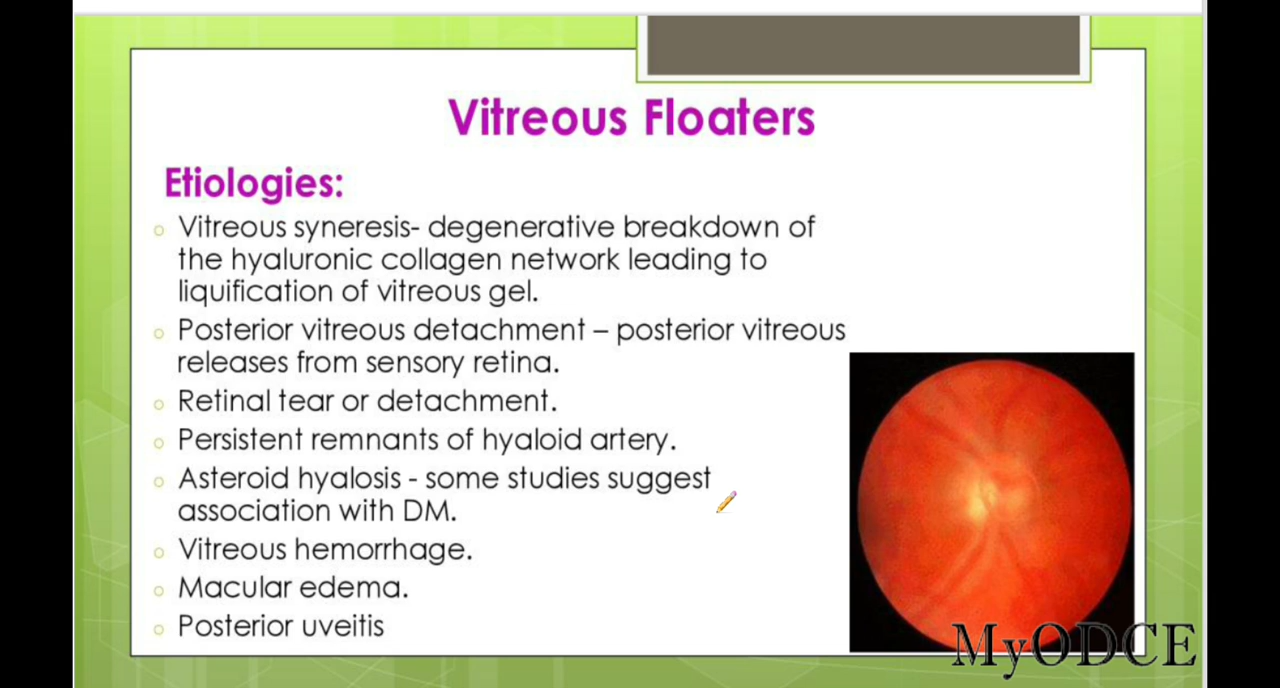 Vitreous Floaters
Etiologies:
Vitreous syneresis- degenerative breakdown of
the hyaluronic collagen network leading to
liquification of vitreous gel.
Posterior vitreous detachment – posterior vitreous
releases from sensory retina.
Retinal tear or detachment.
Persistent remnants of hyaloid artery.
Asteroid hyalosis - some studies suggest
association with DM.
Vitreous hemorrhage.
Macular edema.
Posterior uveitis
MyODCE